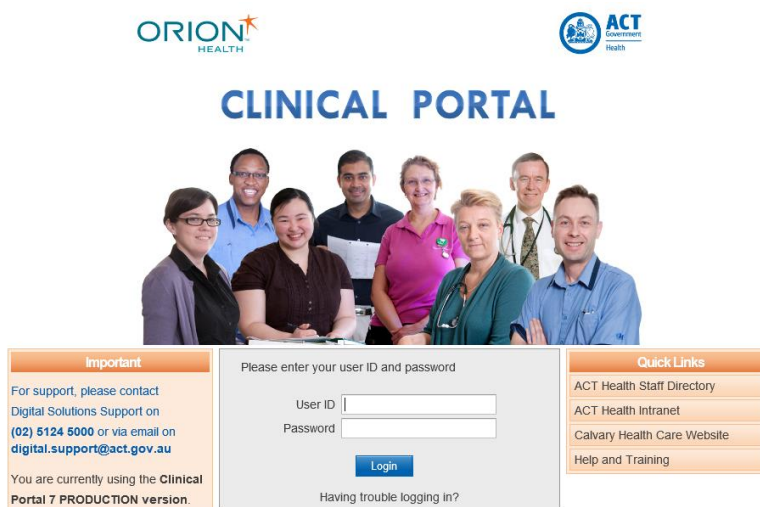 ORION
HEALTH
ACT
Government
Health
CLINICAL PORTAL
Important
For support, please contact
Digital Solutions Support on
(02) 5124 5000 or via email on
digital.support@act.gov.au
You are currently using the Clinical
Portal 7 PRODUCTION version.
Please enter your user ID and password
User ID
Password
Login
Having trouble logging in?
Quick Links
ACT Health Staff Directory
ACT Health Intranet
Calvary Health Care Website
Help and Training